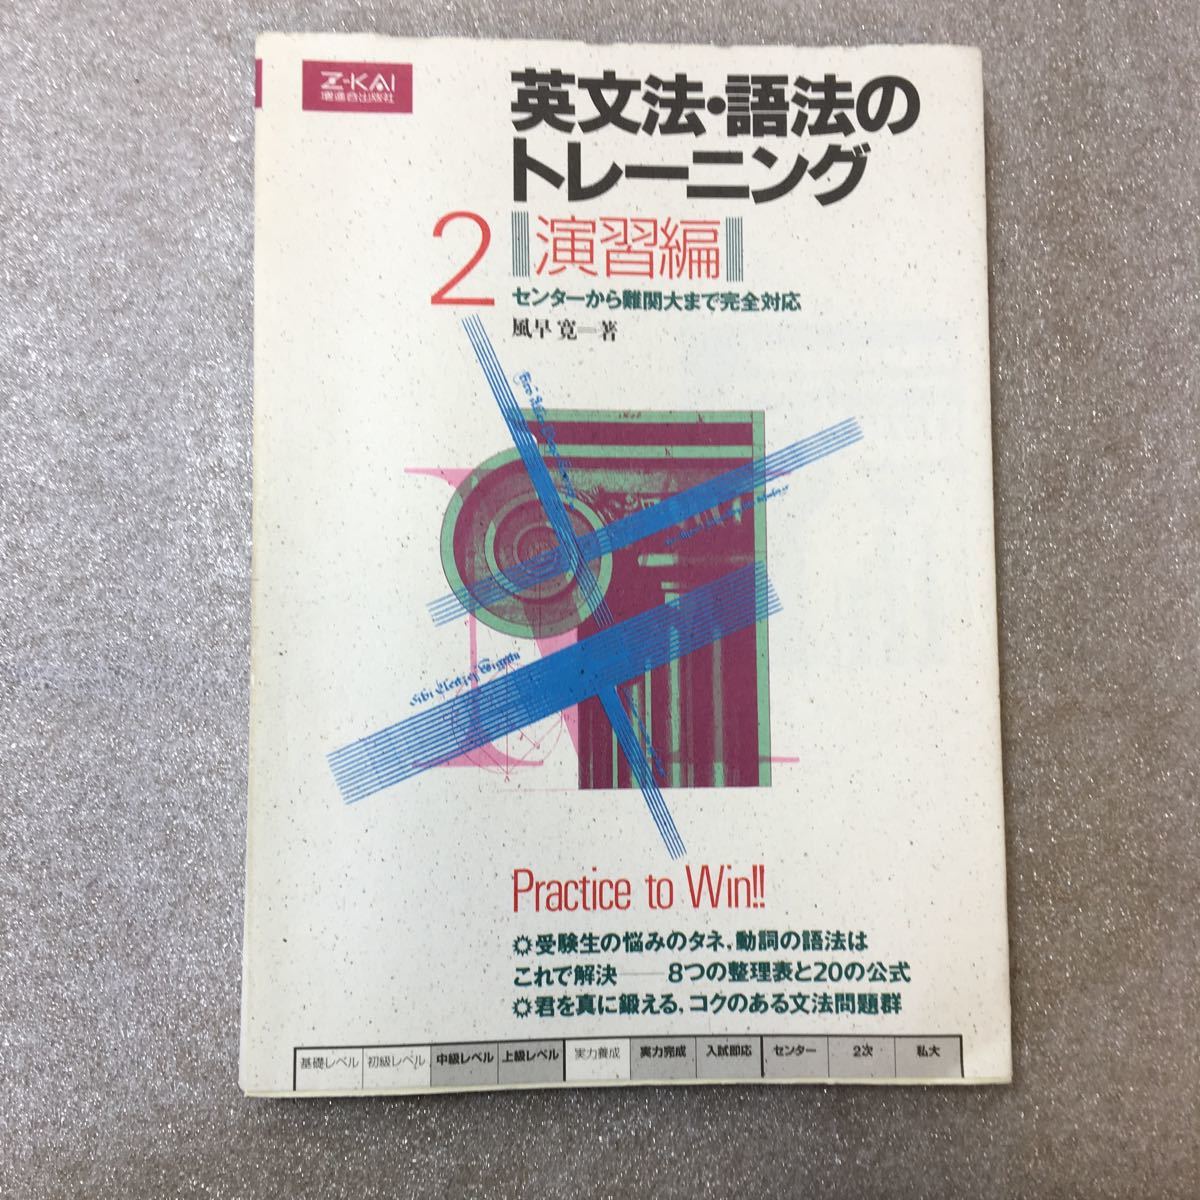 Z-KAI
増進会出版社
英文法・語法の
トレーニング
2
演習編
センターから難関大まで完全対応
風早 寛＝著
Practice to Win!!
受験生の悩みのタネ，動詞の語法は
これで解決——8つの整理表と20の公式
君を真に鍛える，コクのある文法問題群
基礎レベル 初級レベル 中級レベル 上級レベル 実力養成 実力完成 入試即応 センター 2次 私大